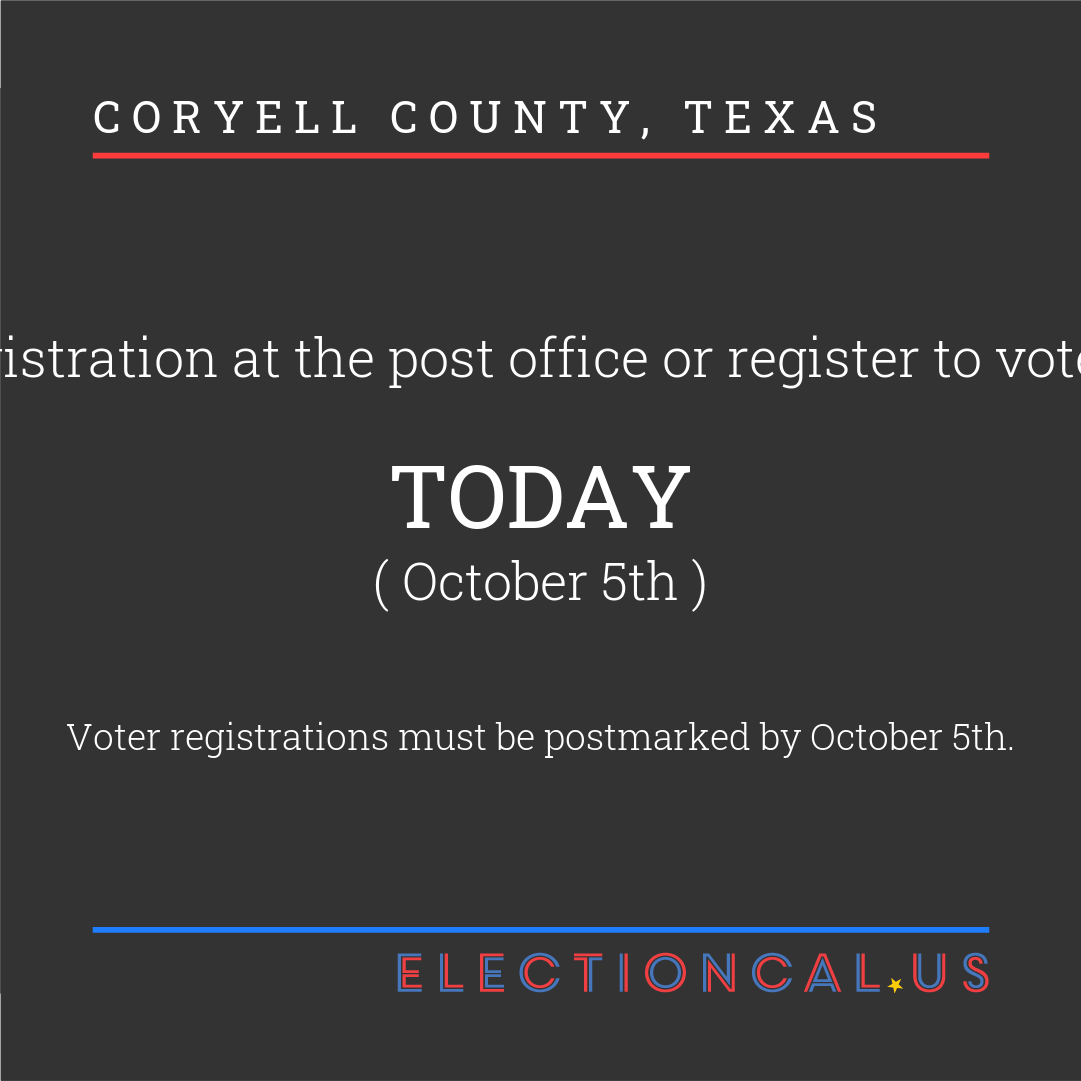 CORYELL COUNTY, TEXAS
istration at the post office or register to vote
TODAY
( October 5th )
Voter registrations must be postmarked by October 5th.
ELECTIONCAL.US